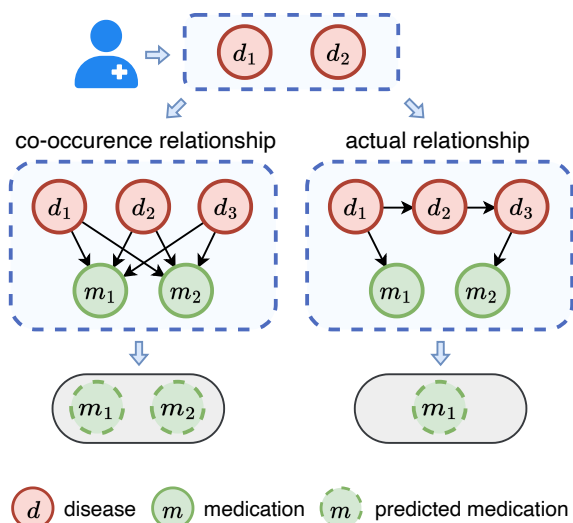 d1 d2
co-occurence relationship
actual relationship
d1 d2 d3
m1 m2
d1 d2 d3
m1 m2
m1 m2
m1
d disease m medication m predicted medication